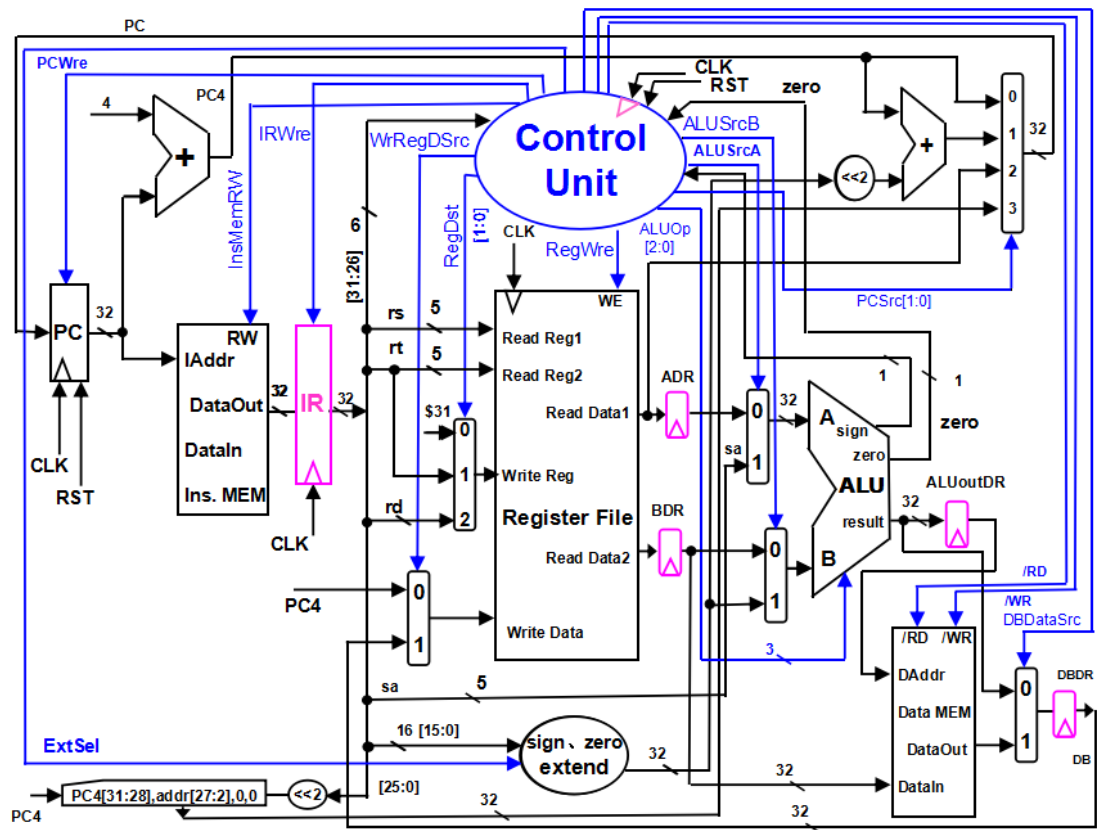 PC
PCWre
CLK
RST
zero
4
PC4
IRWre
WrRegDSrc
Control
Unit
ALUSrcB
ALUSrcA
+
InsMemRW
6
[31:26]
RegDst
[1:0]
CLK
RegWre
ALUOp
[2:0]
<<2
+
0
1
2
3
32
PCSrc[1:0]
PC
32
RW
IAddr
DataOut
DataIn
Ins. MEM
32
IR
32
CLK
RST
CLK
rs
5
rt
5
$31
0
1
2
rd
WE
Read Reg1
Read Reg2
Read Data1
Write Reg
Register File
Read Data2
Write Data
ADR
BDR
sa
0
1
32
0
1
A
sign
zero
ALU
result
B
1
1
zero
32
ALUoutDR
PC4
0
1
3
/RD
/WR
DBDataSrc
/RD
/WR
DAddr
Data MEM
DataOut
DataIn
0
1
DBDR
DB
sa
5
16 [15:0]
sign、zero
extend
32
ExtSel
[25:0]
PC4[31:28],addr[27:2],0,0
<<2
PC4
32
32
32